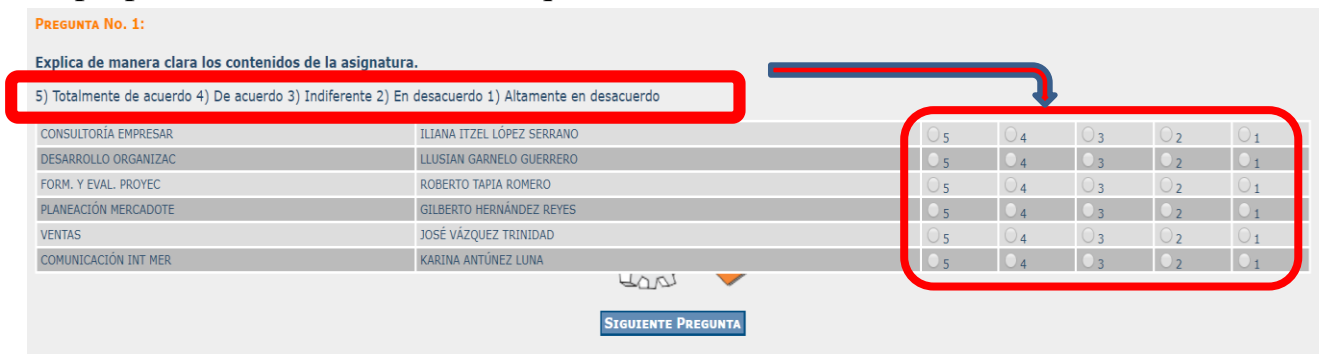 PREGUNTA NO. 1:
Explica de manera clara los contenidos de la asignatura.
5) Totalmente de acuerdo 4) De acuerdo 3) Indiferente 2) En desacuerdo 1) Altamente en desacuerdo
CONSULTORÍA EMPRESAR ILIANA ITZEL LÓPEZ SERRANO 5 4 3 2 1
DESARROLLO ORGANIZAC LLUSIAN GARNELO GUERRERO 5 4 3 2 1
FORM. Y EVAL. PROYEC ROBERTO TAPIA ROMERO 5 4 3 2 1
PLANEACIÓN MERCADOTE GILBERTO HERNÁNDEZ REYES 5 4 3 2 1
VENTAS JOSÉ VÁZQUEZ TRINIDAD 5 4 3 2 1
COMUNICACIÓN INT MER KARINA ANTÚNEZ LUNA 5 4 3 2 1
SIGUIENTE PREGUNTA